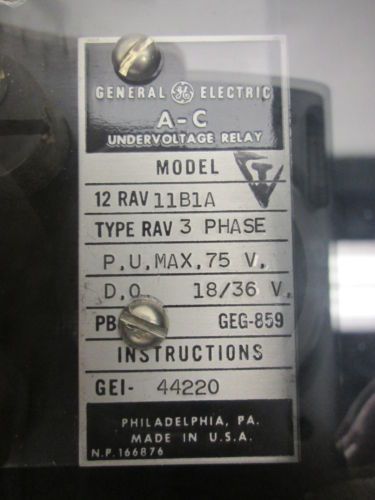 GENERAL GE ELECTRIC
A-C
UNDERVOLTAGE RELAY
MODEL
12 RAV 11B1A
TYPE RAV 3 PHASE
P.U.MAX.75 V.
D.O. 18/36 V.
PB GEG-859
INSTRUCTIONS
GEI- 44220
PHILADELPHIA, PA.
MADE IN U.S.A.
N.P. 166876